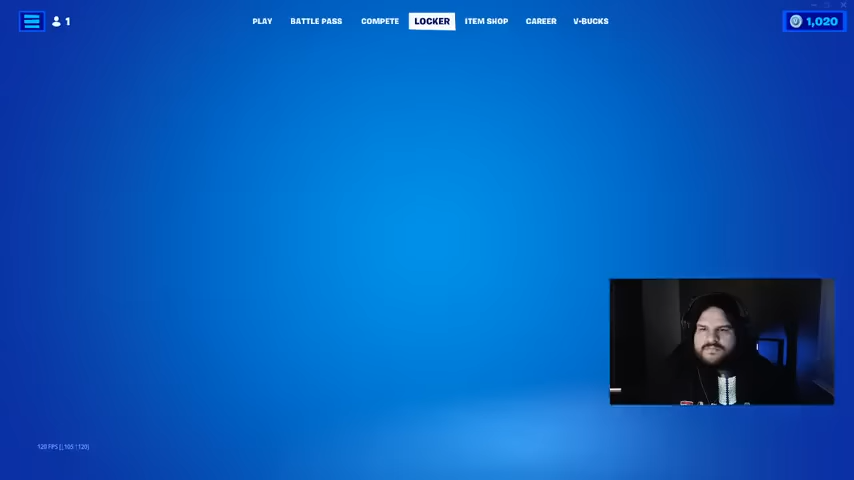 1
PLAY
BATTLE PASS
COMPETE
LOCKER
ITEM SHOP
CAREER
V-BUCKS
1,020